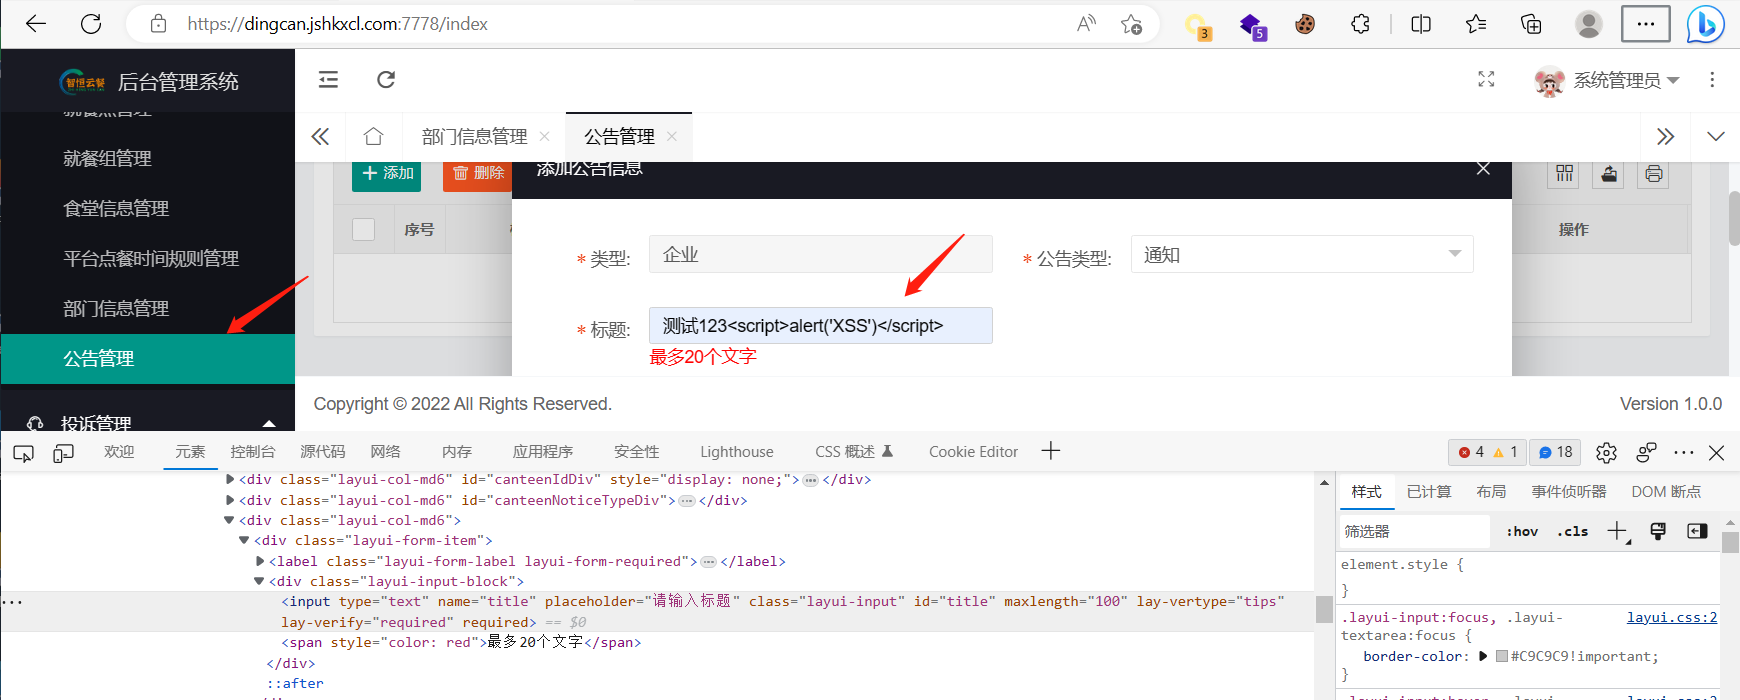 https://dingcan.jshkxcl.com:7778/index
3
5
智恒云餐 后台管理系统
系统管理员
部门信息管理
公告管理
就餐组管理
食堂信息管理
平台点餐时间规则管理
部门信息管理
公告管理
投诉管理
添加
删除
添加公告信息
序号
操作
* 类型:
企业
* 公告类型:
通知
* 标题:
测试123<script>alert('XSS')</script>
最多20个文字
Copyright © 2022 All Rights Reserved.
Version 1.0.0
欢迎 元素 控制台 源代码 网络 内存 应用程序 安全性 Lighthouse CSS 概述 Cookie Editor
4 1 18
<div class="layui-col-md6" id="canteenIdDiv" style="display: none;">…</div>
<div class="layui-col-md6" id="canteenNoticeTypeDiv">…</div>
<div class="layui-col-md6">
<div class="layui-form-item">
<label class="layui-form-label layui-form-required">…</label>
<div class="layui-input-block">
<input type="text" name="title" placeholder="请输入标题" class="layui-input" id="title" maxlength="100" lay-vertype="tips"
lay-verify="required" required> == $0
<span style="color: red">最多20个文字</span>
</div>
::after
样式 已计算 布局 事件侦听器 DOM 断点
筛选器
:hov .cls
element.style {
}
.layui-input:focus, .layui-
textarea:focus {
layui.css:2
border-color: #C9C9C9!important;
}